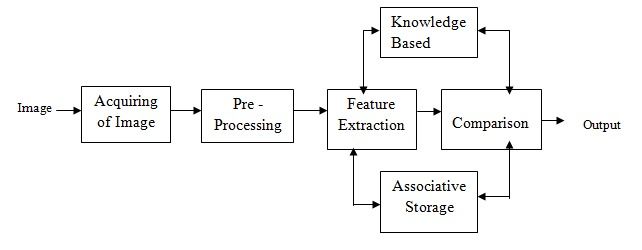 Knowledge
Based
Image
Acquiring
of Image
Pre -
Processing
Feature
Extraction
Comparison
Output
Associative
Storage